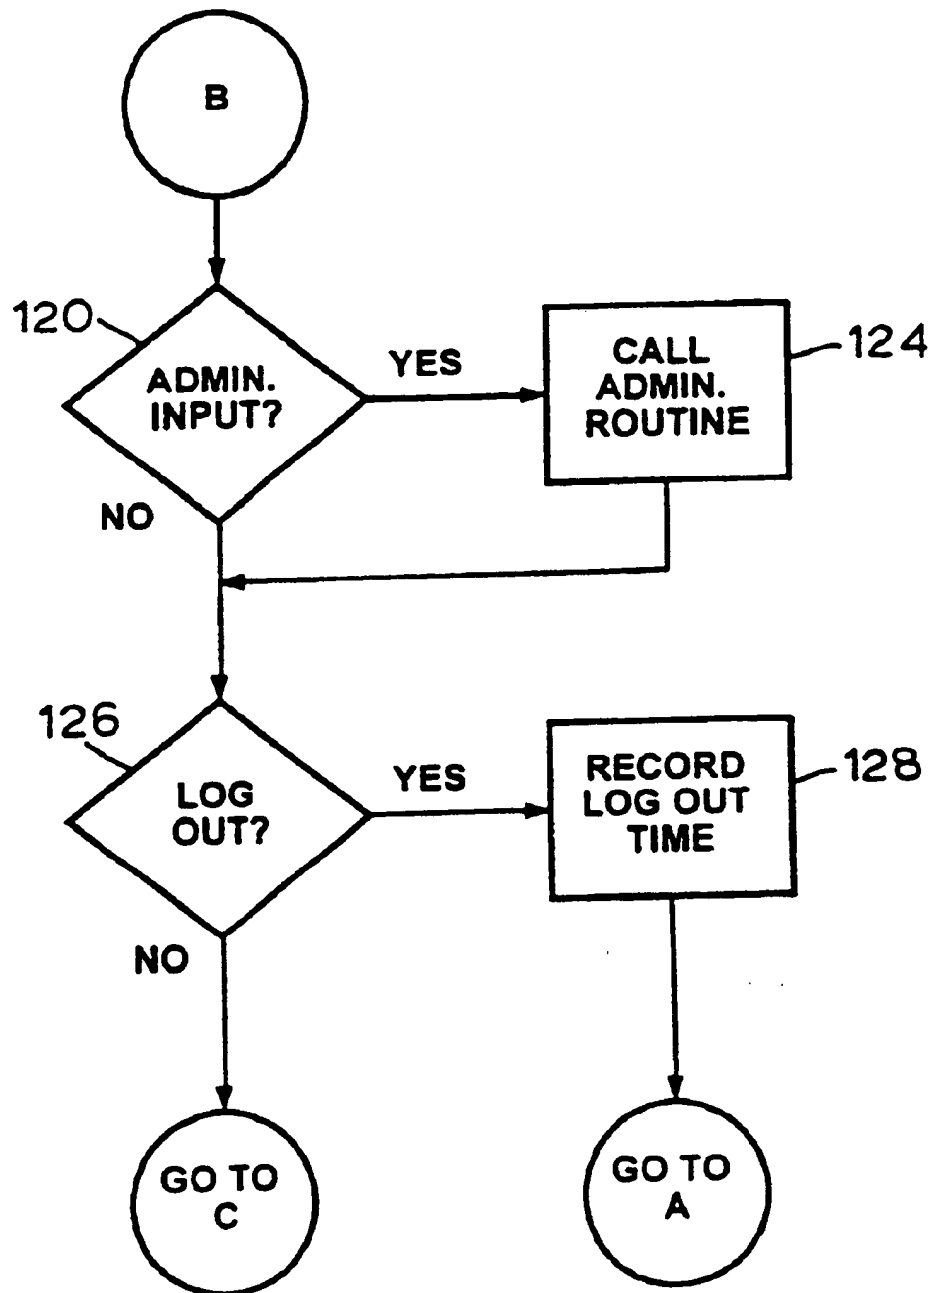 B
120
ADMIN.
INPUT?
YES
CALL
ADMIN.
ROUTINE
124
NO
126
LOG
OUT?
YES
RECORD
LOG OUT
TIME
128
NO
GO TO
C
GO TO
A